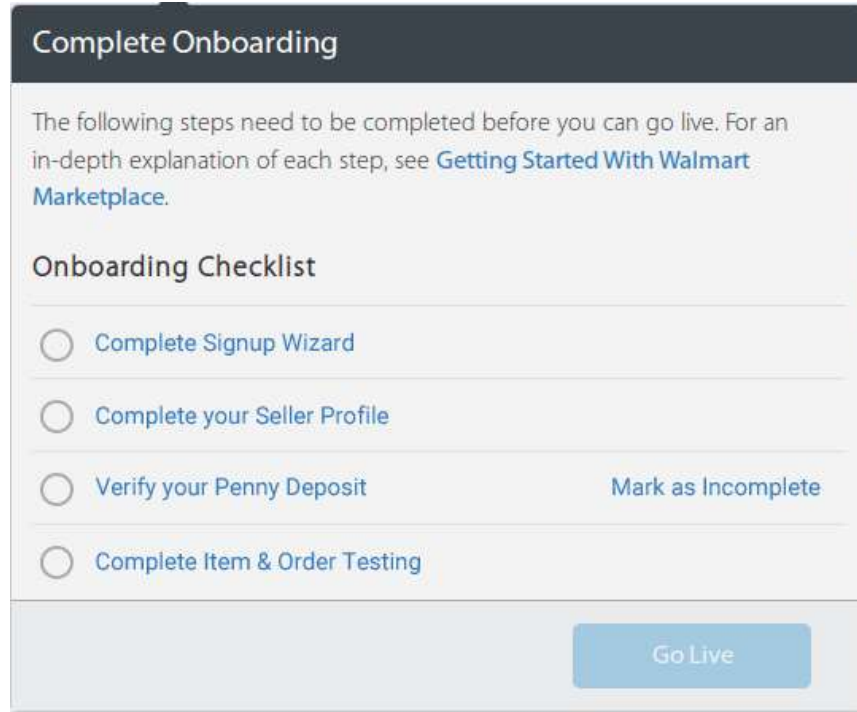 Complete Onboarding
The following steps need to be completed before you can go live. For an
in-depth explanation of each step, see Getting Started With Walmart
Marketplace.
Onboarding Checklist
Complete Signup Wizard
Complete your Seller Profile
Verify your Penny Deposit Mark as Incomplete
Complete Item & Order Testing
Go Live